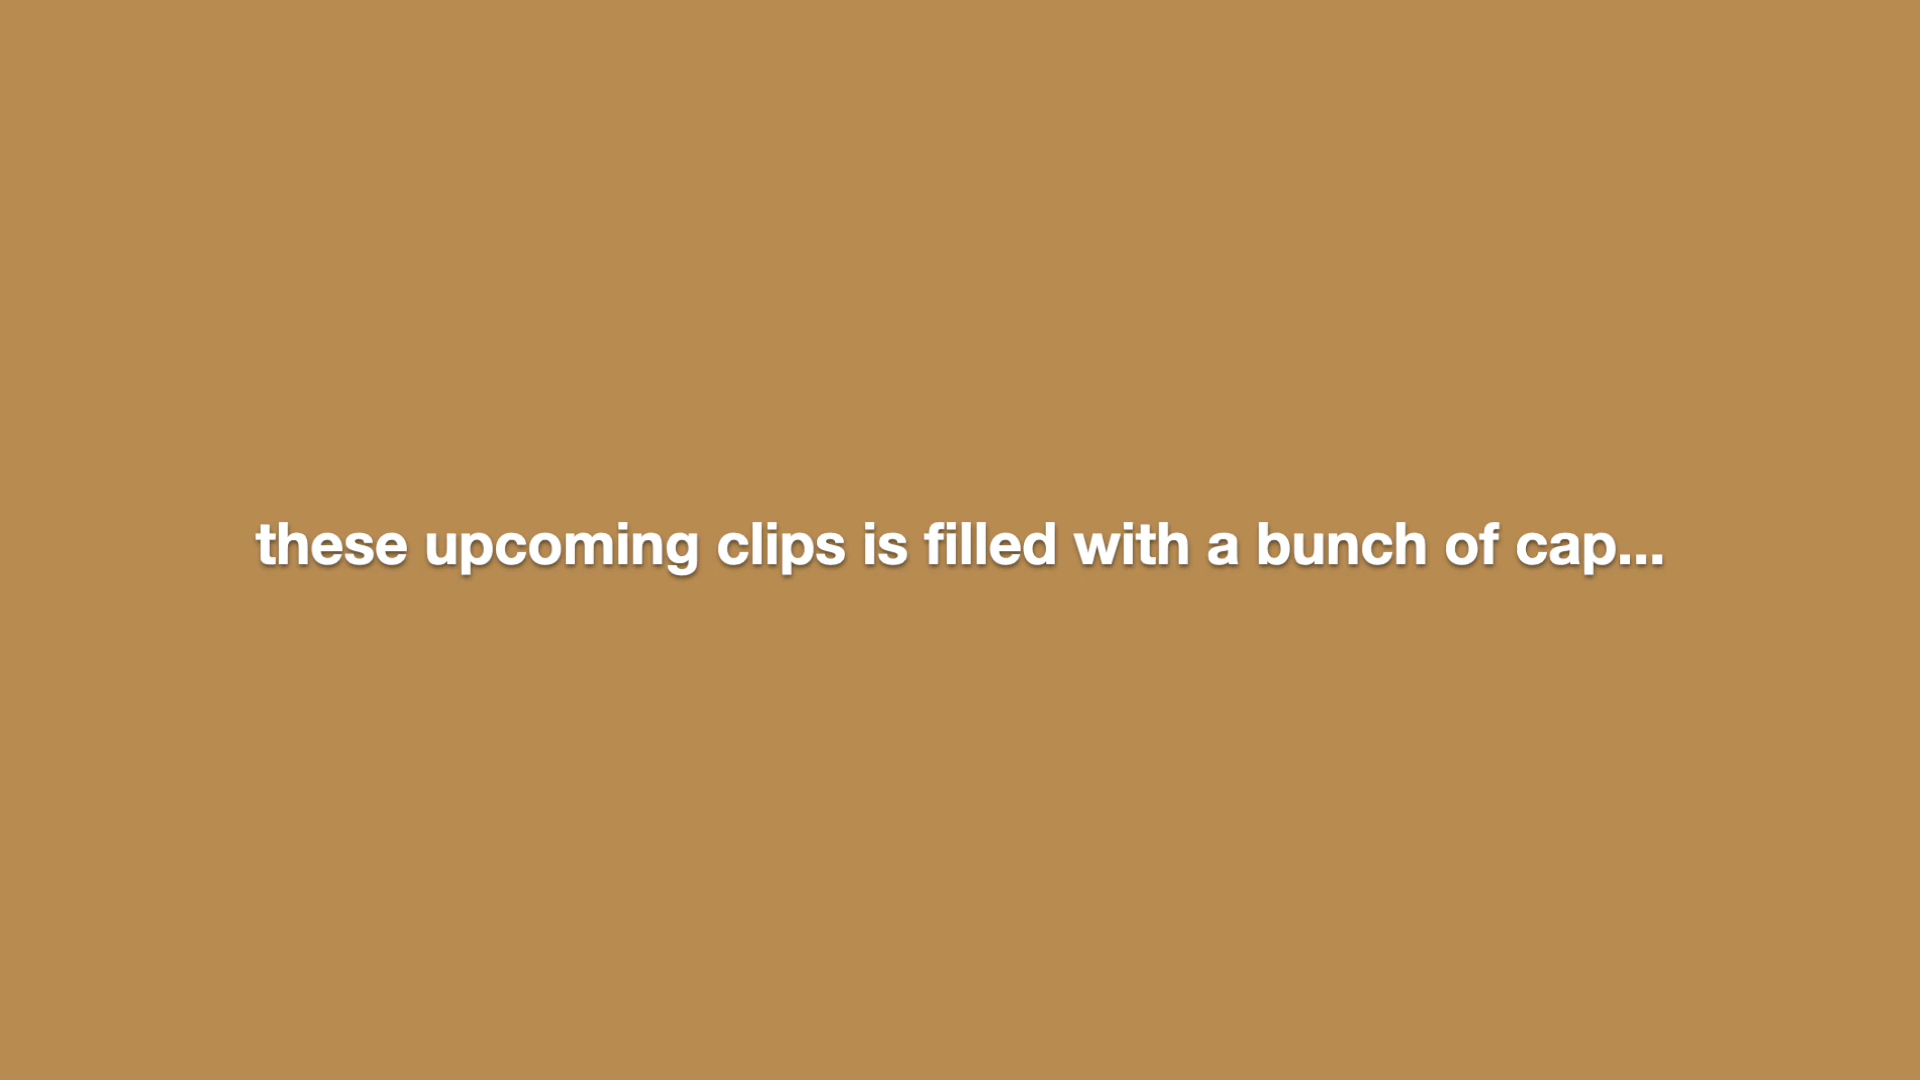 these upcoming clips is filled with a bunch of cap...